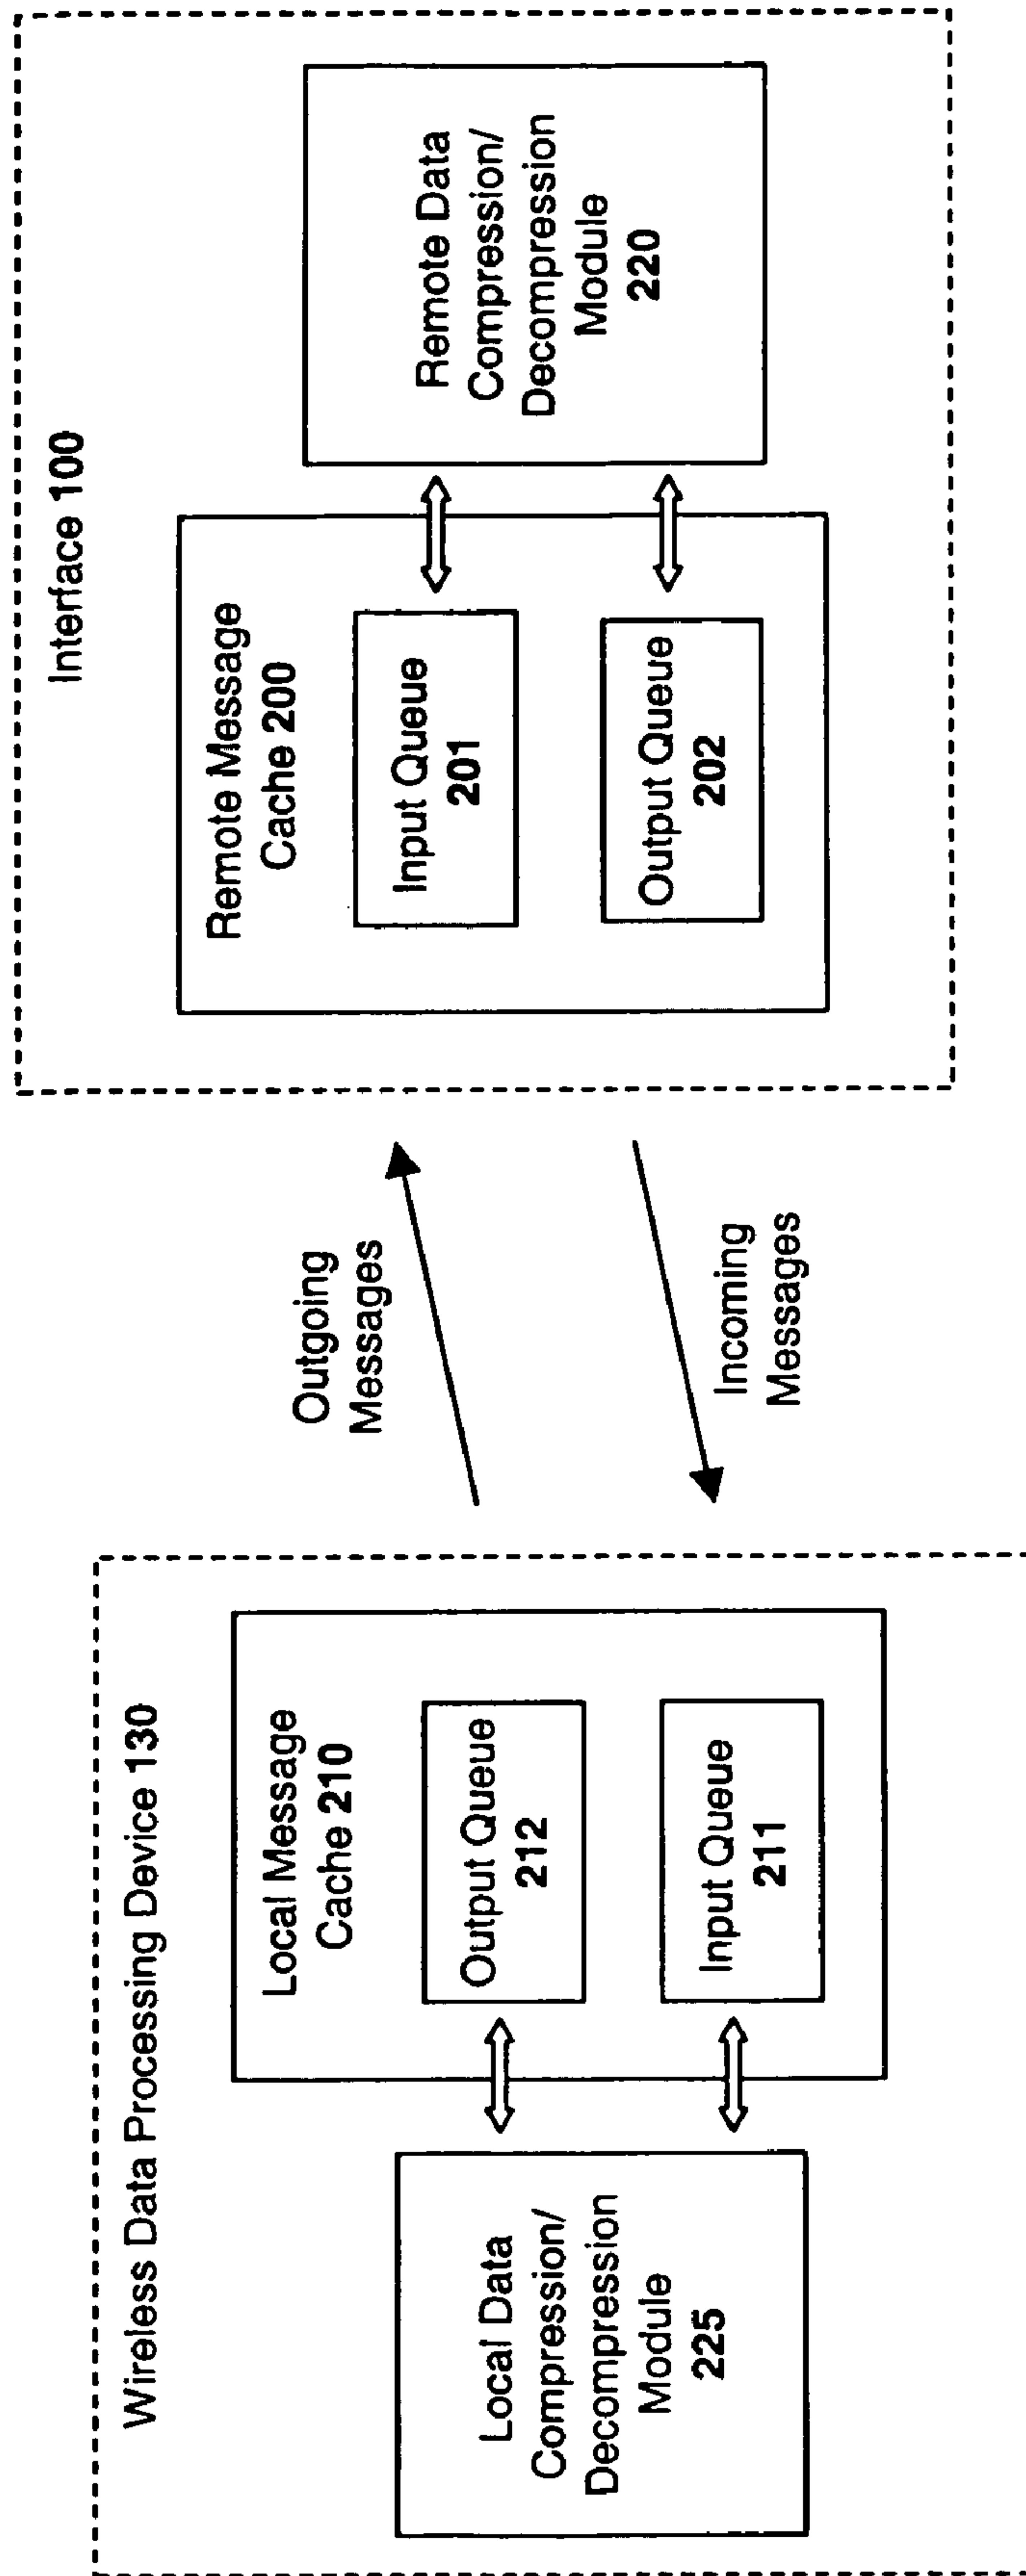 Wireless Data Processing Device 130
Local Data
Compression/
Decompression
Module
225
Local Message
Cache 210
Output Queue
212
Input Queue
211
Outgoing
Messages
Incoming
Messages
Interface 100
Remote Message
Cache 200
Input Queue
201
Output Queue
202
Remote Data
Compression/
Decompression
Module
220